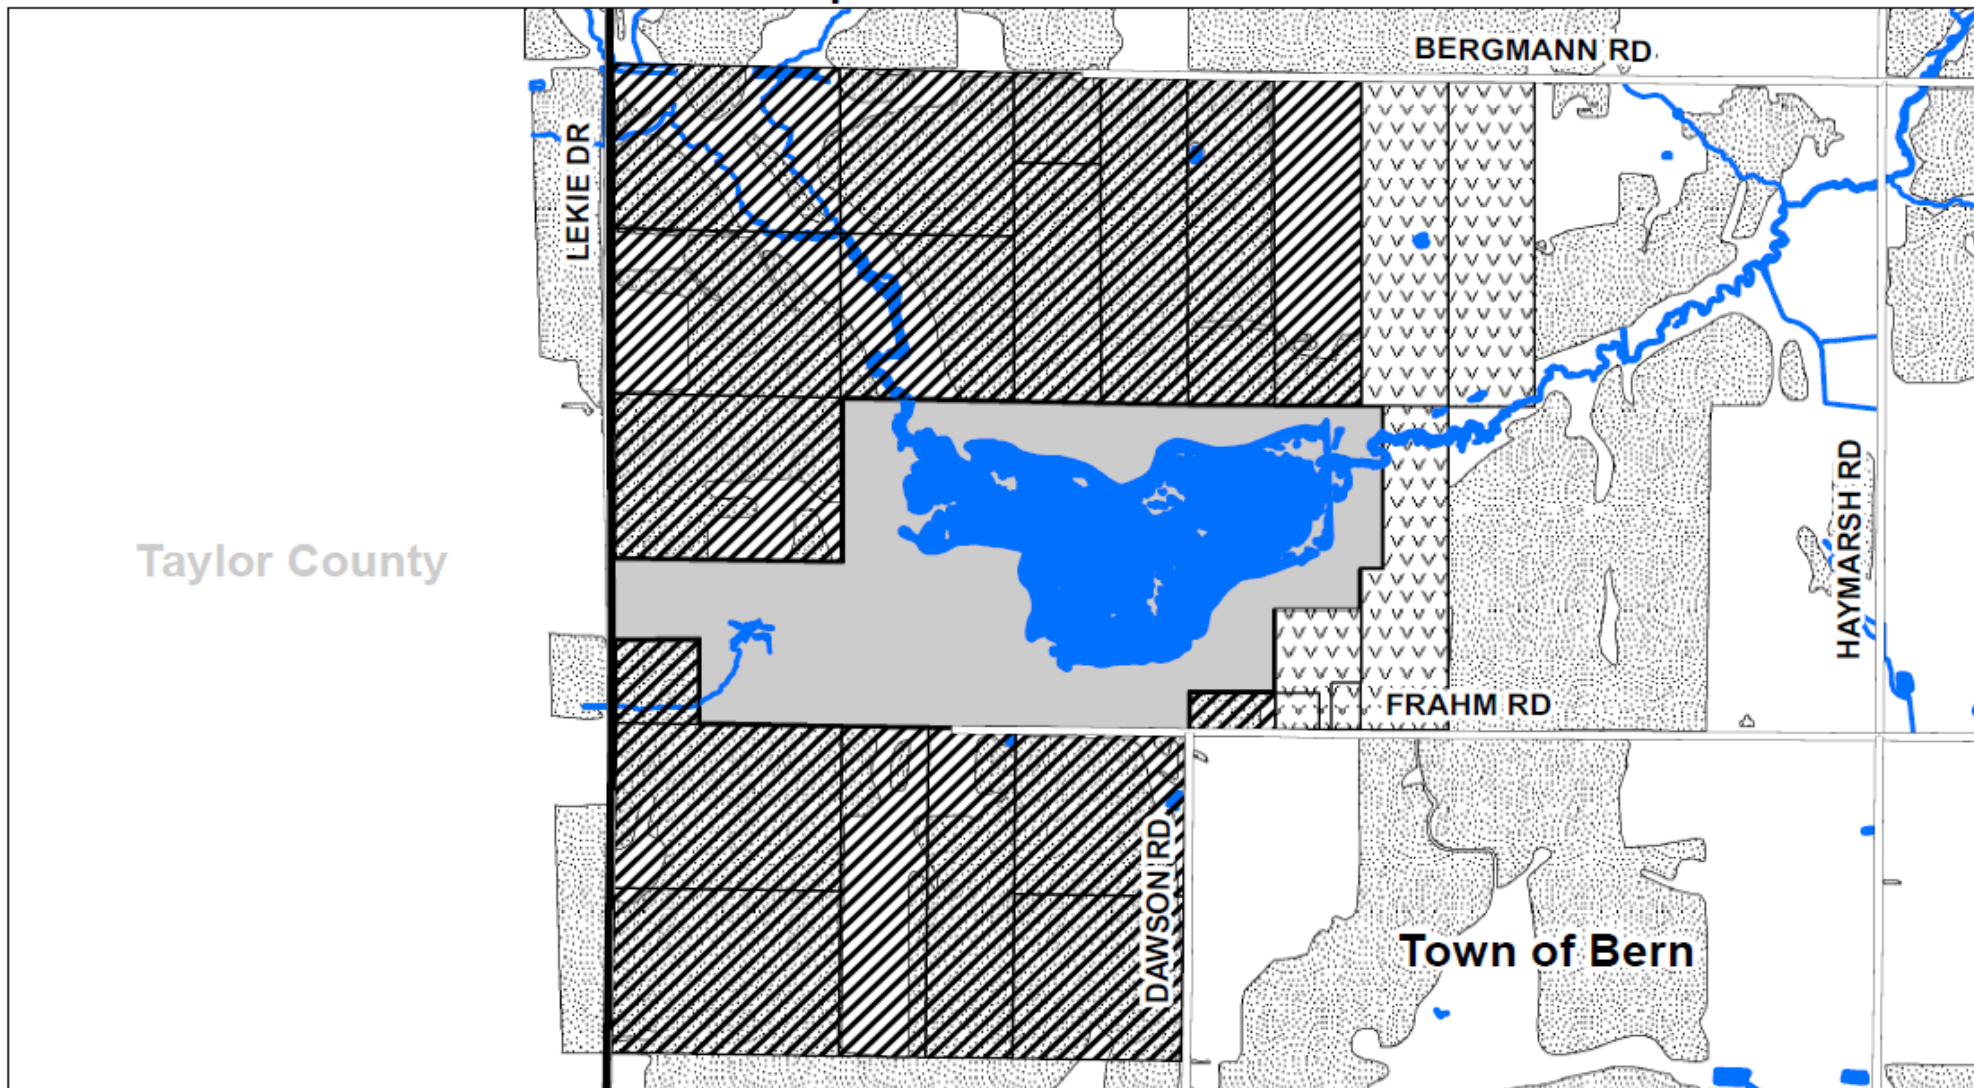 BERGMANN RD
LEKIE DR
Taylor County
HAYMARSH RD
FRAHM RD
DAWSON RD
Town of Bern